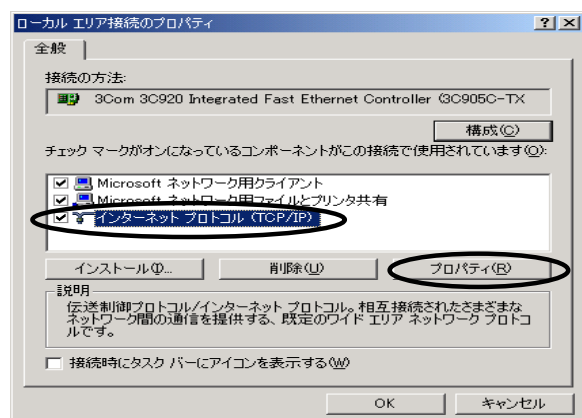 ローカル エリア接続のプロパティ
全般
接続の方法:
3Com 3C920 Integrated Fast Ethernet Controller (3C905C-TX
構成(C)
チェック マークがオンになっているコンポーネントがこの接続で使用されています(O):
Microsoft ネットワーク用クライアント
Microsoft ネットワーク用ファイルとプリンタ共有
インターネット プロトコル (TCP/IP)
インストール(I)... 削除(U) プロパティ(R)
説明
伝送制御プロトコル/インターネット プロトコル。相互接続されたさまざまな
ネットワーク間の通信を提供する、既定のワイド エリア ネットワーク プロトコ
ルです。
接続時にタスク バーにアイコンを表示する(W)
OK キャンセル